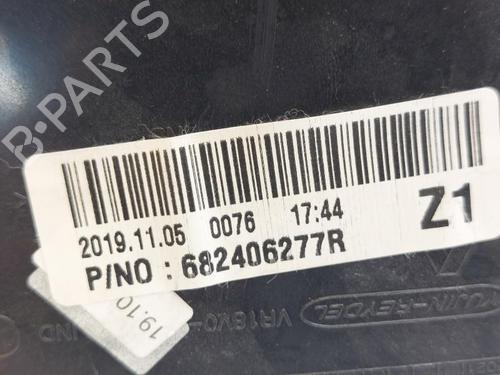 B-PARTS
2019.11.05 0076 17:44
Z1
P/NO : 682406277R
19.10